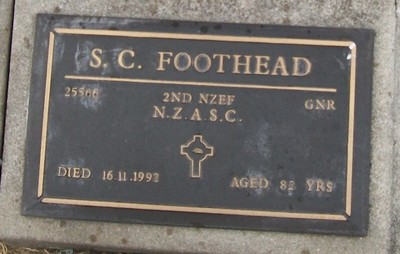 S. C. FOOTHEAD
25566 2ND NZEF GNR
N.Z.A.S.C.
DIED 16.11.1992 AGED 82 YRS